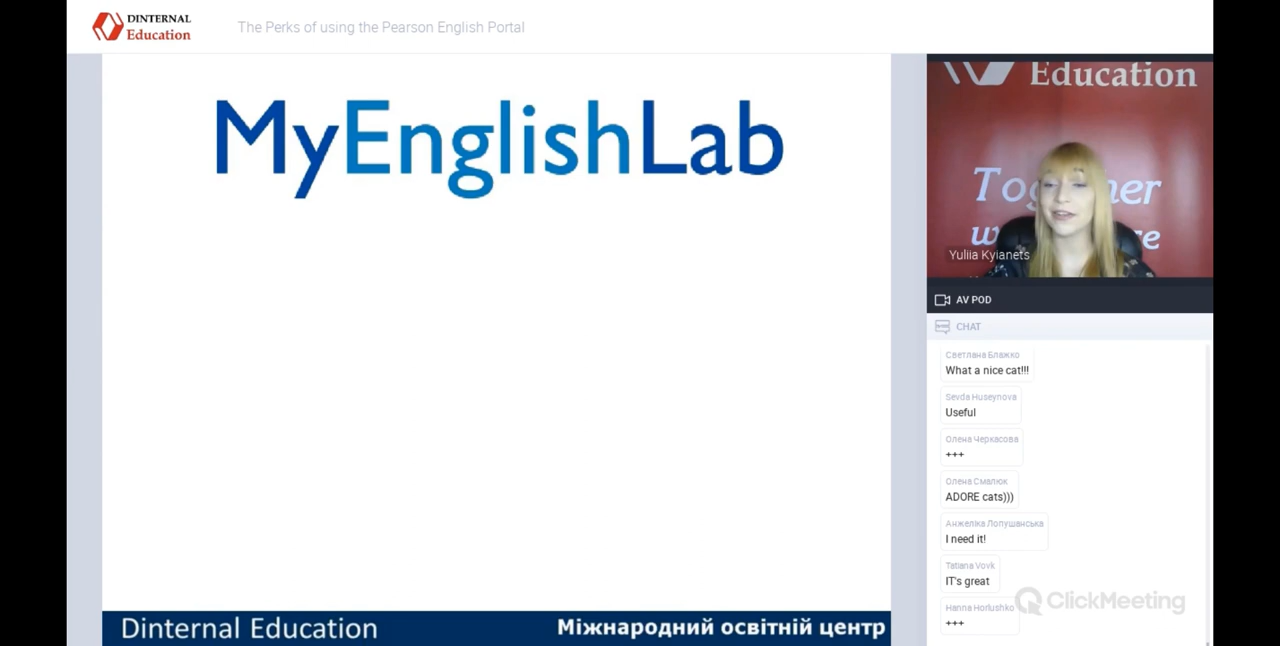 DINTERNAL
Education
The Perks of using the Pearson English Portal
MyEnglishLab
Dinternal Education
Міжнародний освітній центр
Education
Together
Yuliia Kyianets
AV POD
CHAT
Светлана Блажко
What a nice cat!!!
Sevda Huseynova
Useful
Олена Черкасова
+++
Олена Смалюк
ADORE cats)))
Анжеліка Лопушанська
I need it!
Tatiana Vovk
IT's great
Hanna Horlushko
+++
ClickMeeting